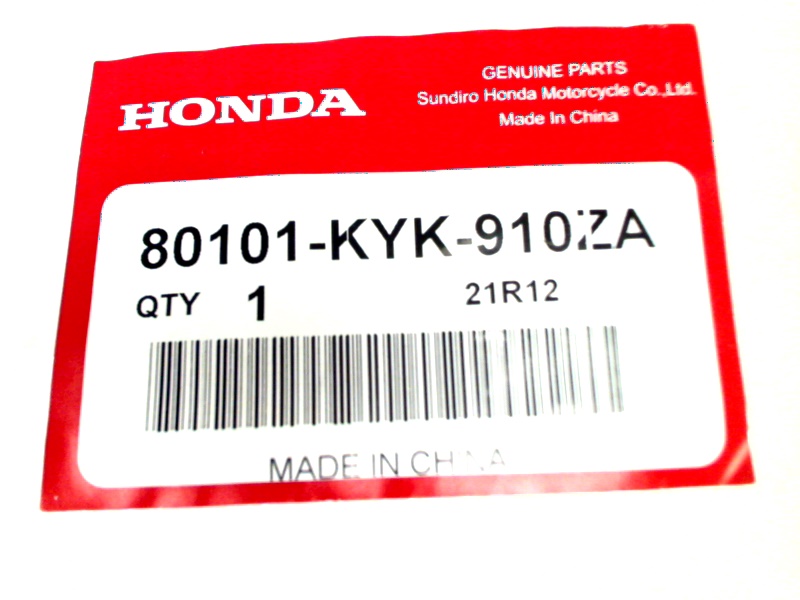 HONDA
GENUINE PARTS
Sundiro Honda Motorcycle Co.,Ltd.
Made In China
80101-KYK-910ZA
QTY 1 21R12
MADE IN CHINA